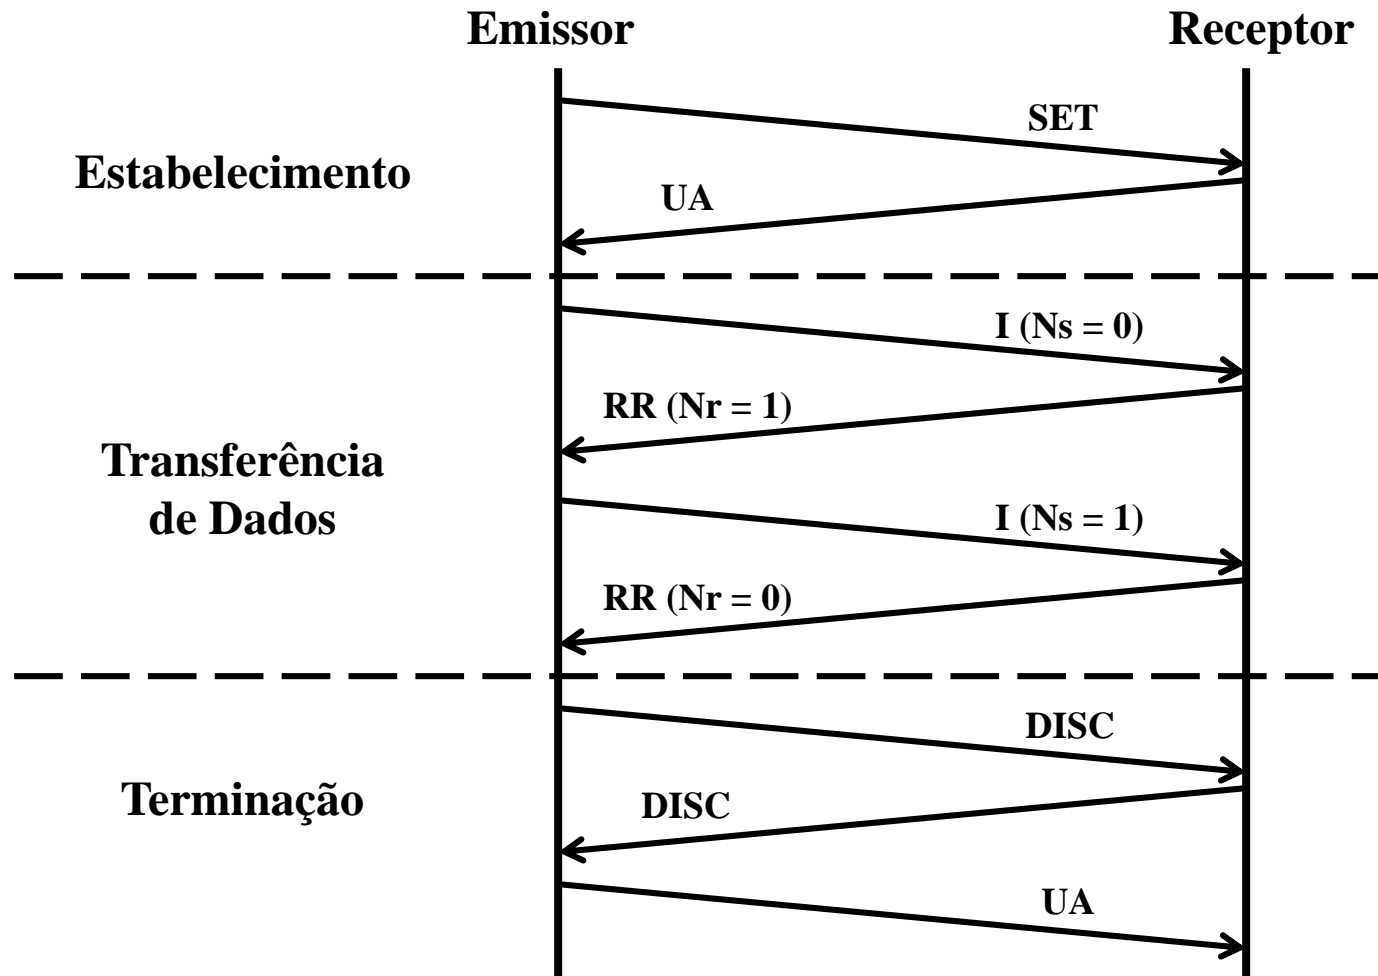 Emissor
Receptor
SET
Estabelecimento
UA
I (Ns = 0)
RR (Nr = 1)
Transferência
de Dados
I (Ns = 1)
RR (Nr = 0)
DISC
Terminação
DISC
UA